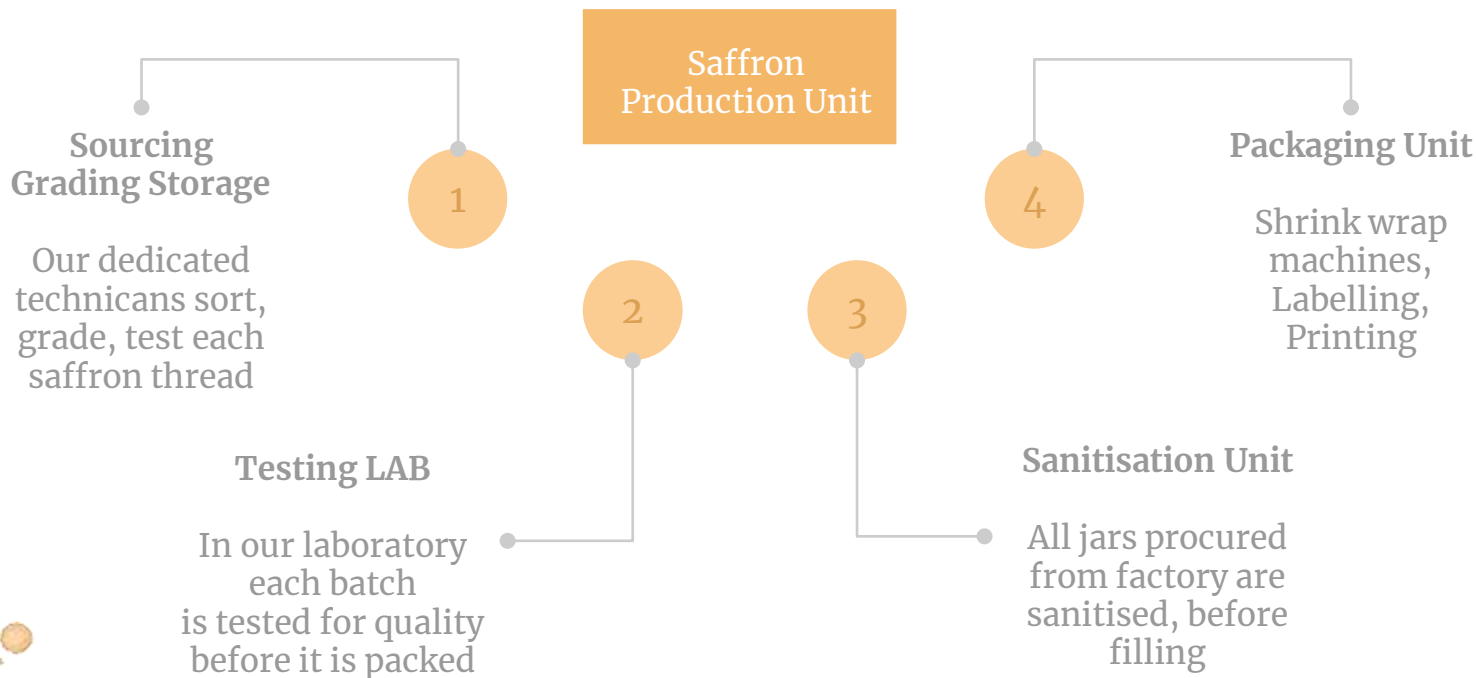 Saffron
Production Unit
Sourcing
Grading Storage
Our dedicated
technicans sort,
grade, test each
saffron thread
1
2
Testing LAB
In our laboratory
each batch
is tested for quality
before it is packed
3
Sanitisation Unit
All jars procured
from factory are
sanitised, before
filling
4
Packaging Unit
Shrink wrap
machines,
Labelling,
Printing